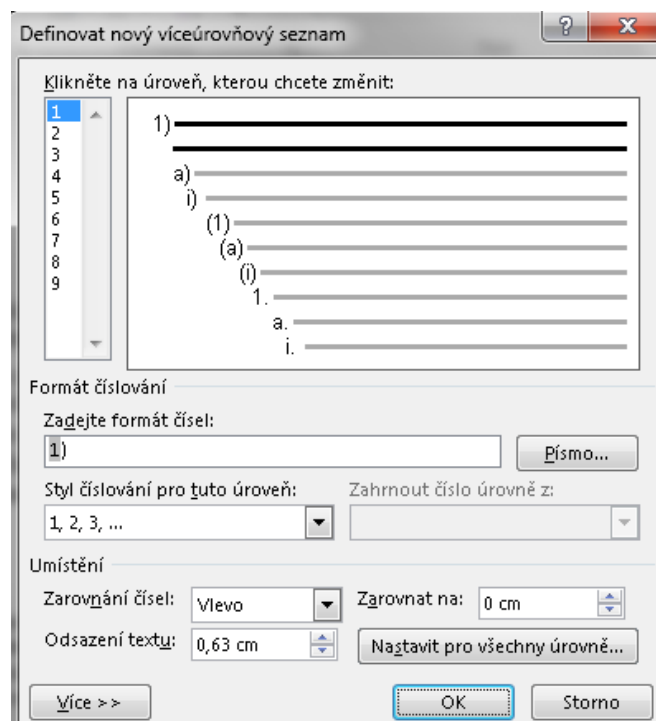 Definovat nový víceúrovňový seznam
Klikněte na úroveň, kterou chcete změnit:
1
2
3
4
5
6
7
8
9
1)
a)
i)
(1)
(a)
(i)
1.
a.
i.
Formát číslování
Zadejte formát čísel:
1)
Písmo...
Styl číslování pro tuto úroveň: Zahrnout číslo úrovně z:
1, 2, 3, ...
Umístění
Zarovnání čísel: Vlevo Zarovnat na: 0 cm
Odsazení textu: 0,63 cm Nastavit pro všechny úrovně...
Více >> OK Storno